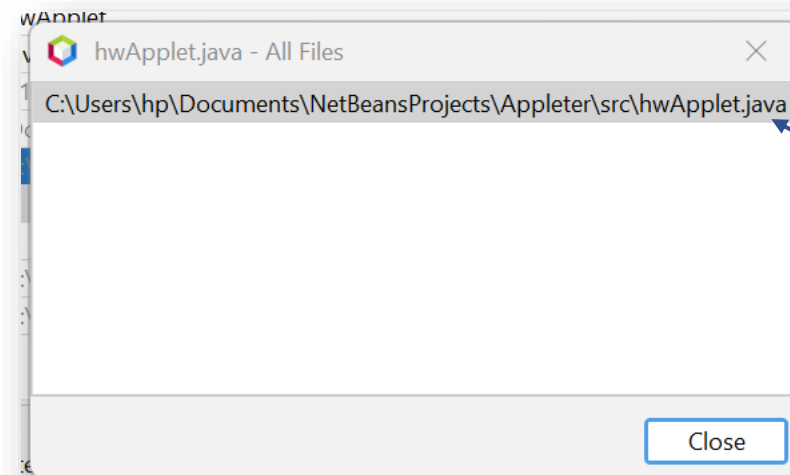 wApplet
hwApplet.java - All Files
C:\Users\hp\Documents\NetBeansProjects\Appleter\src\hwApplet.java
Close